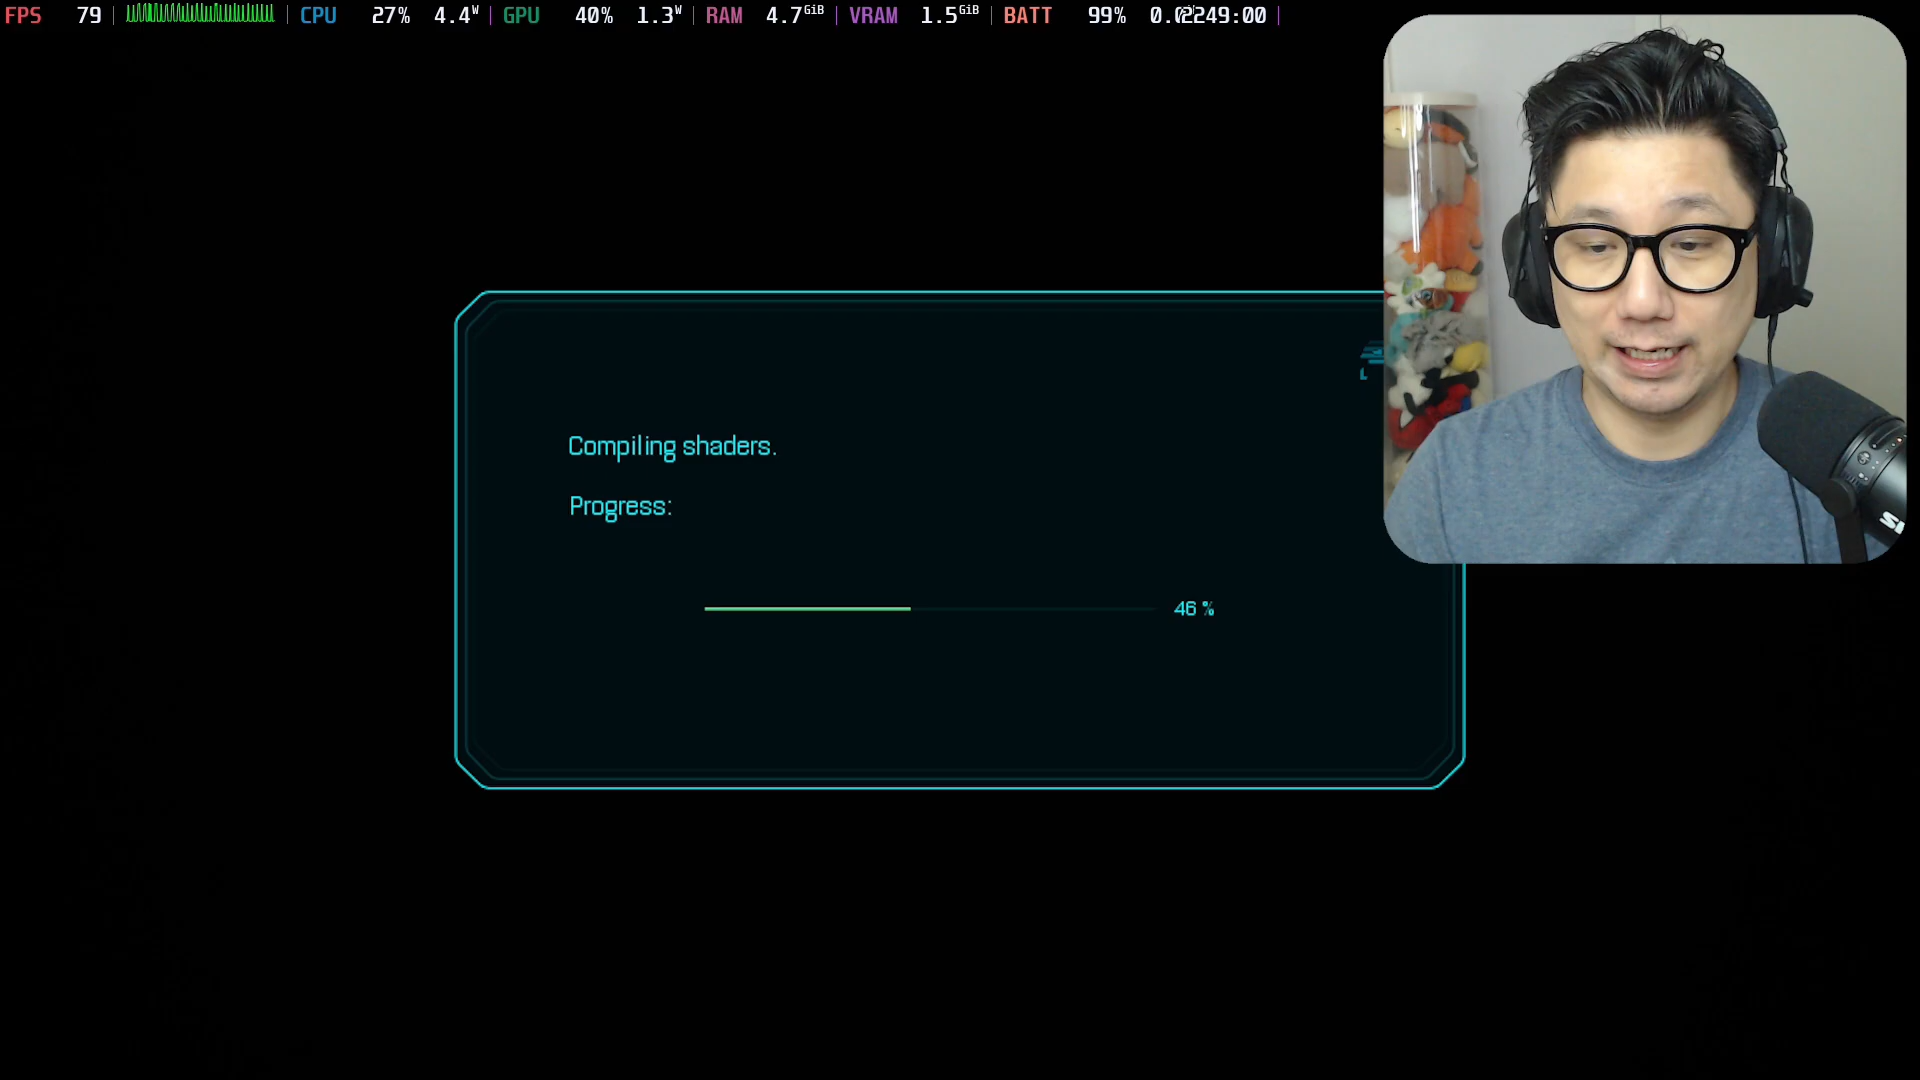 FPS 79 | CPU 27% 4.4W | GPU 40% 1.3W | RAM 4.7GiB | VRAM 1.5GiB | BATT 99%
Compiling shaders.
Progress:
46 %